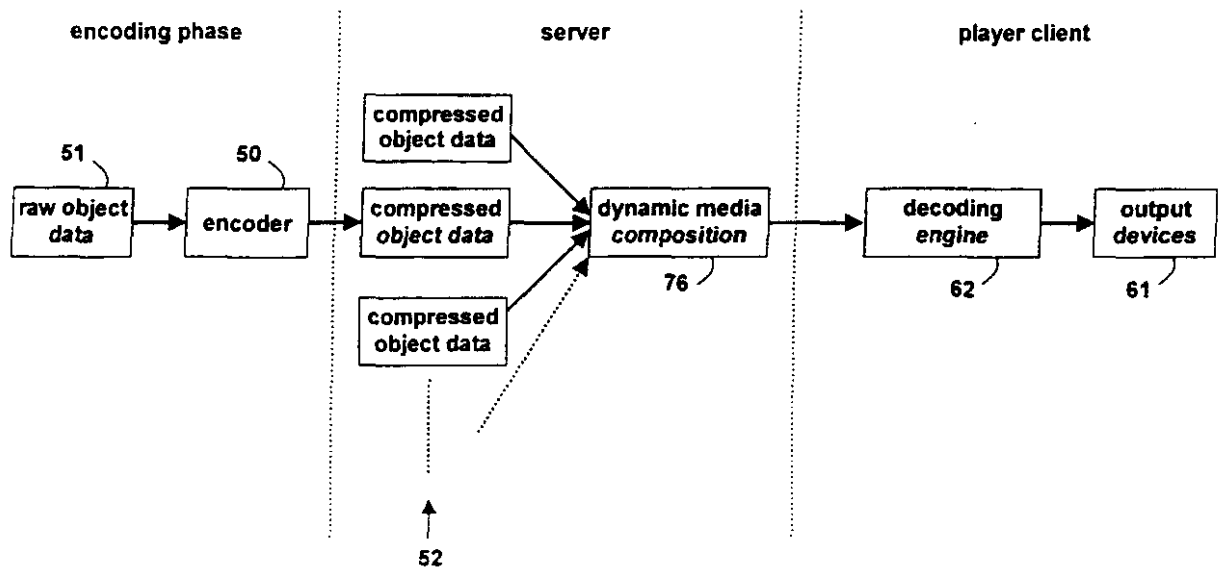 encoding phase
server
player client
compressed
object data
51
50
raw object
data
encoder
compressed
object data
dynamic media
composition
decoding
engine
output
devices
76
62
61
compressed
object data
52